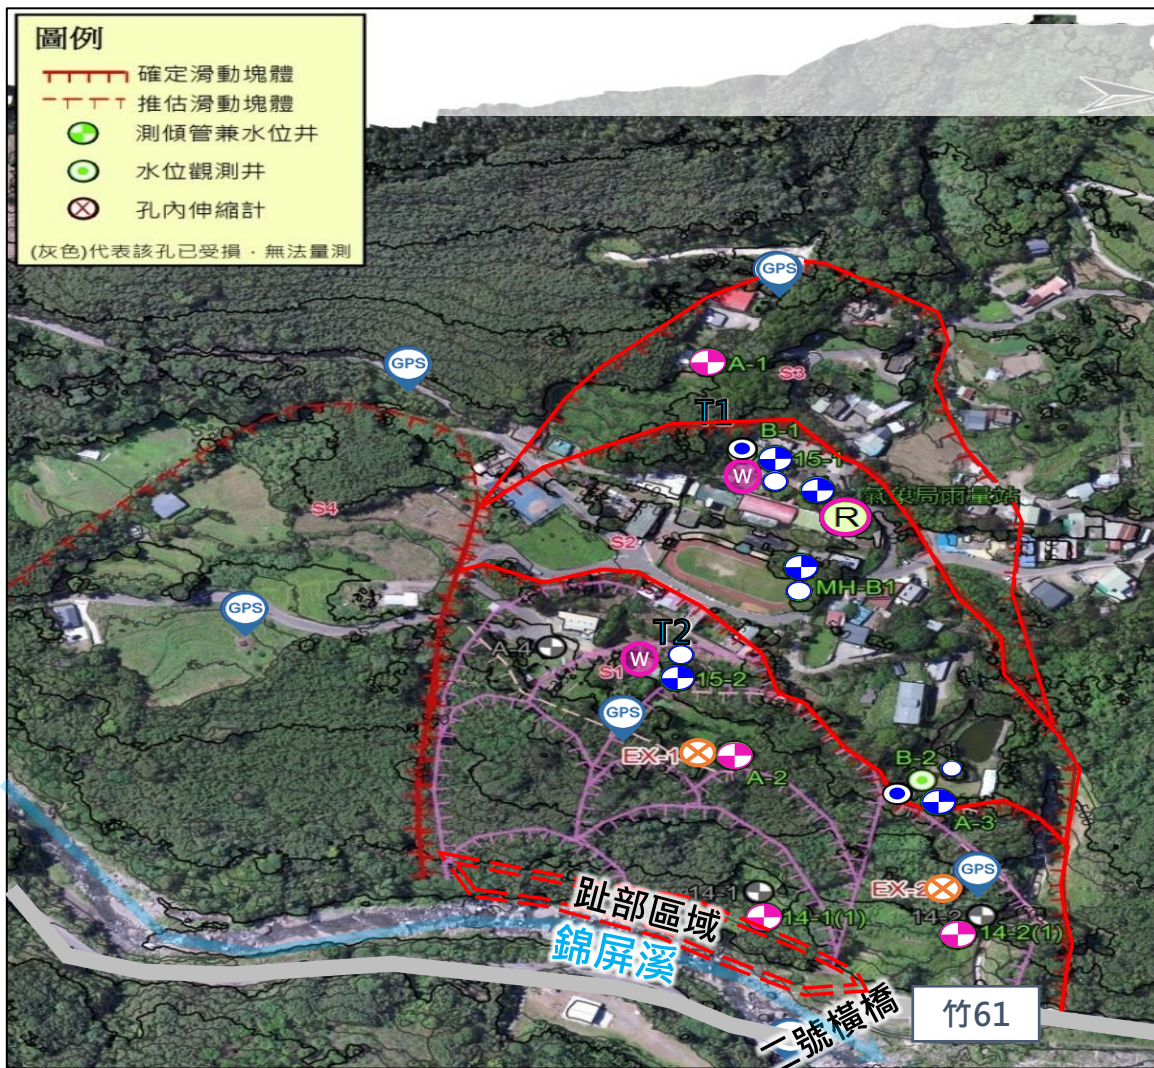 圖例
確定滑動塊體
推估滑動塊體
測傾管兼水位井
水位觀測井
孔內伸縮計
(灰色)代表該孔已受損．無法量測
GPS
GPS
A-1
S3
T1
B-1
15-1
W
氣象局雨量站
R
S4
S2
MH-B1
GPS
T2
A-4
W
S1
15-2
GPS
EX-1
A-2
B-2
A-3
GPS
EX-2
14-1
14-1(1)
14-2
14-2(1)
趾部區域
錦屏溪
二號橫橋
竹61